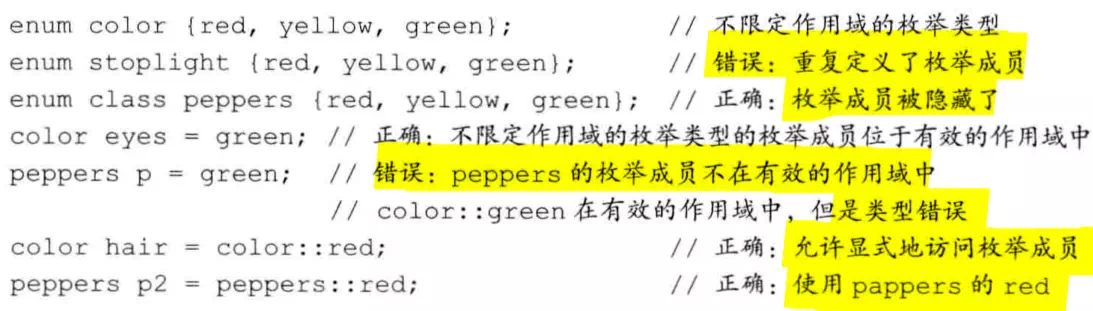 enum color {red, yellow, green}; // 不限定作用域的枚举类型
enum stoplight {red, yellow, green}; // 错误：重复定义了枚举成员
enum class peppers {red, yellow, green}; // 正确：枚举成员被隐藏了
color eyes = green; // 正确：不限定作用域的枚举类型的枚举成员位于有效的作用域中
peppers p = green; // 错误：peppers 的枚举成员不在有效的作用域中
// color::green 在有效的作用域中，但是类型错误
color hair = color::red; // 正确：允许显式地访问枚举成员
peppers p2 = peppers::red; // 正确：使用 pappers 的 red